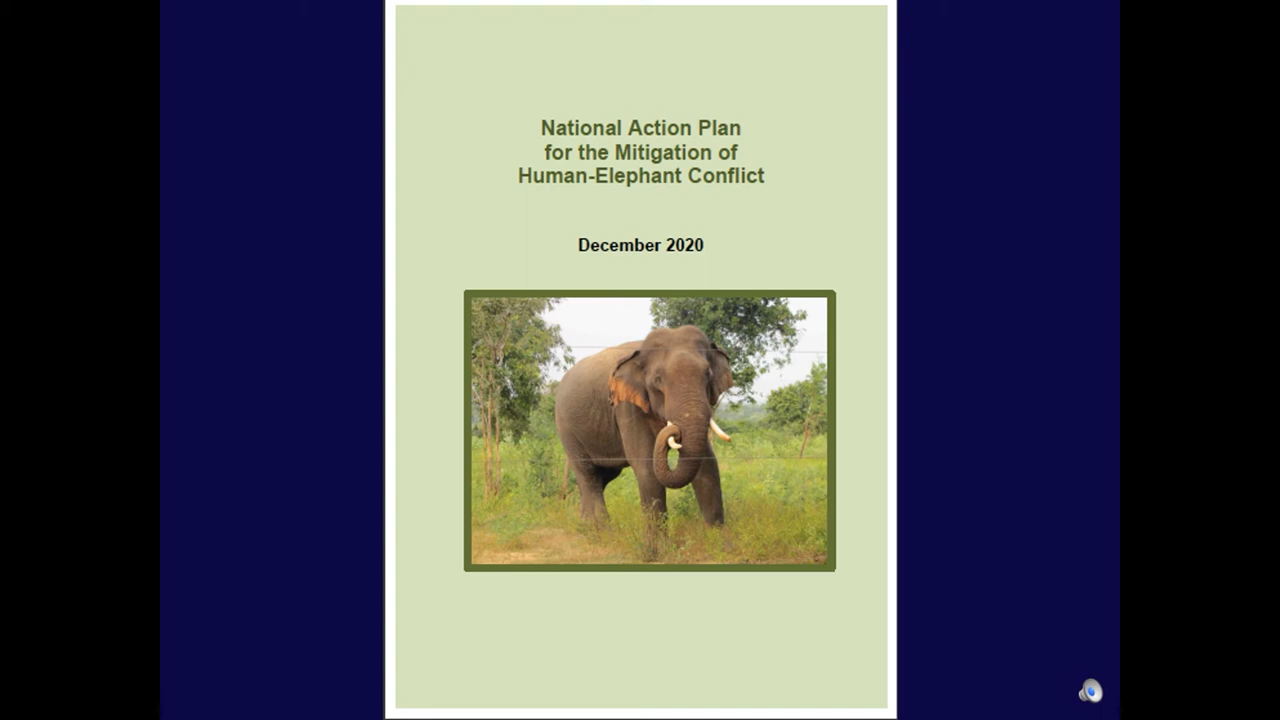 National Action Plan
for the Mitigation of
Human-Elephant Conflict
December 2020